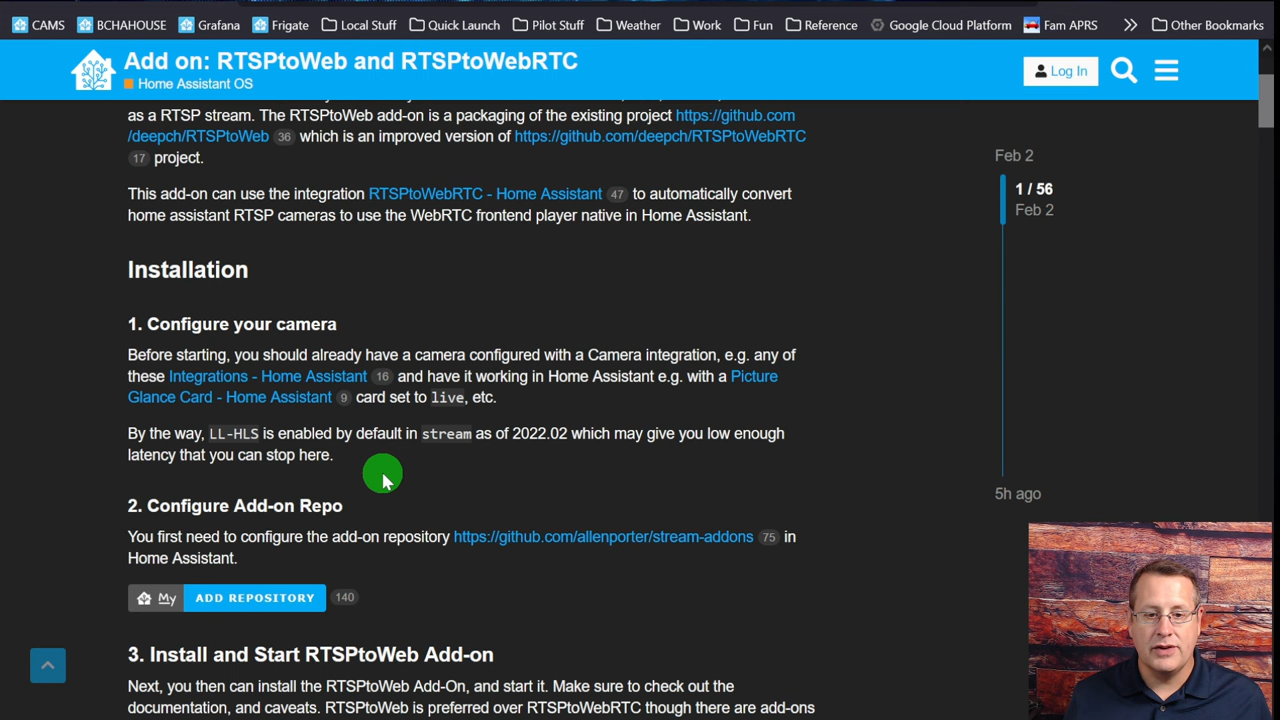 CAMS BCHAHOUSE Grafana Frigate Local Stuff Quick Launch Pilot Stuff Weather Work Fun Reference Google Cloud Platform Fam APRS Other Bookmarks
Add on: RTSPtoWeb and RTSPtoWebRTC
Home Assistant OS
Log In
as a RTSP stream. The RTSPtoWeb add-on is a packaging of the existing project https://github.com
/deepch/RTSPtoWeb 36 which is an improved version of https://github.com/deepch/RTSPtoWebRTC
17 project.
This add-on can use the integration RTSPtoWebRTC - Home Assistant 47 to automatically convert
home assistant RTSP cameras to use the WebRTC frontend player native in Home Assistant.
Installation
1. Configure your camera
Before starting, you should already have a camera configured with a Camera integration, e.g. any of
these Integrations - Home Assistant 16 and have it working in Home Assistant e.g. with a Picture
Glance Card - Home Assistant 9 card set to live, etc.
By the way, LL-HLS is enabled by default in stream as of 2022.02 which may give you low enough
latency that you can stop here.
2. Configure Add-on Repo
You first need to configure the add-on repository https://github.com/allenporter/stream-addons 75 in
Home Assistant.
My ADD REPOSITORY 140
3. Install and Start RTSPtoWeb Add-on
Next, you then can install the RTSPtoWeb Add-On, and start it. Make sure to check out the
documentation, and caveats. RTSPtoWeb is preferred over RTSPtoWebRTC though there are add-ons
Feb 2
1 / 56
Feb 2
5h ago